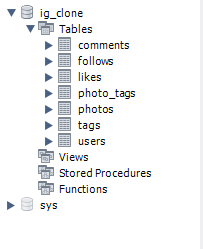 ig_clone
Tables
comments
follows
likes
photo_tags
photos
tags
users
Views
Stored Procedures
Functions
sys